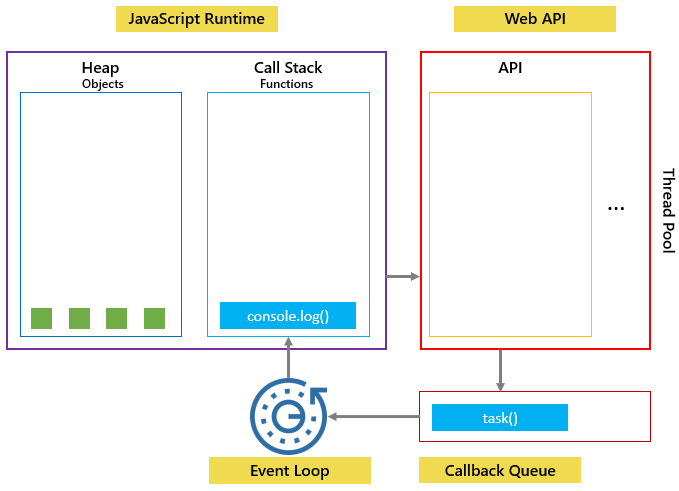 JavaScript Runtime
Web API
Heap
Objects
Call Stack
Functions
API
...
Thread Pool
console.log()
task()
Event Loop
Callback Queue